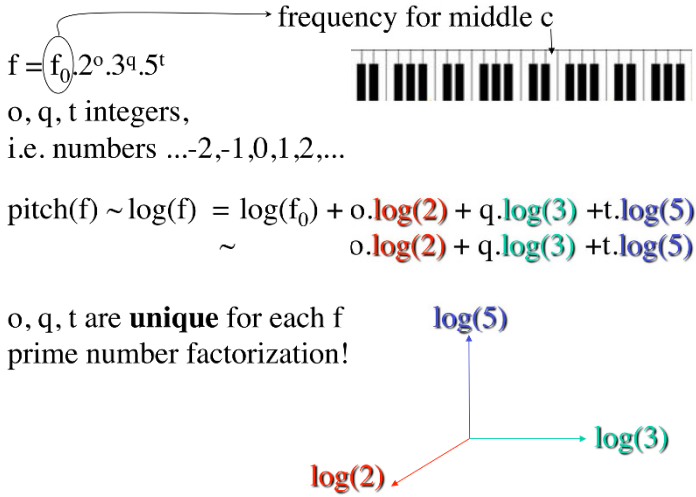 frequency for middle c
f = f₀.2ᵒ.3ᑫ.5ᵗ
o, q, t integers,
i.e. numbers ...-2,-1,0,1,2,...
pitch(f) ~ log(f) = log(f₀) + o.log(2) + q.log(3) +t.log(5)
~ o.log(2) + q.log(3) +t.log(5)
o, q, t are unique for each f
prime number factorization!
log(5)
log(3)
log(2)